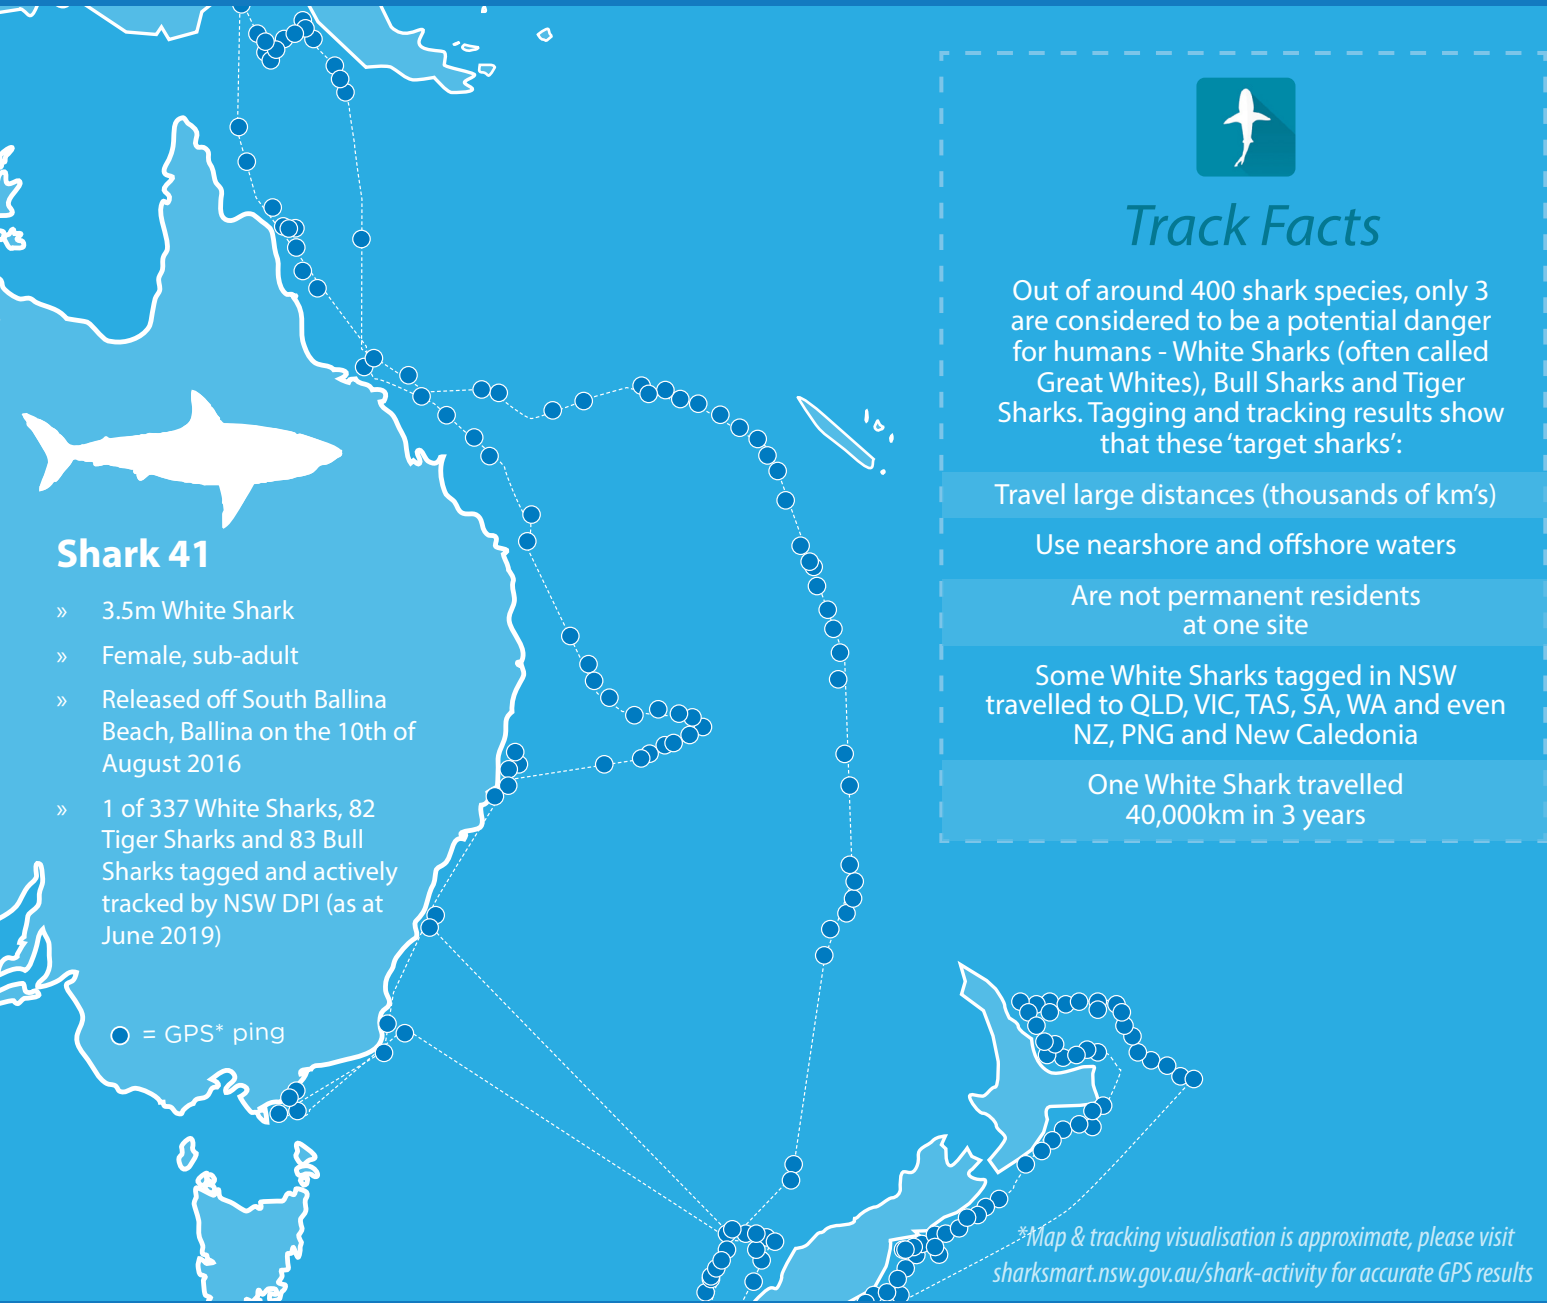 Track Facts
Out of around 400 shark species, only 3
are considered to be a potential danger
for humans - White Sharks (often called
Great Whites), Bull Sharks and Tiger
Sharks. Tagging and tracking results show
that these ‘target sharks’:
Travel large distances (thousands of km’s)
Use nearshore and offshore waters
Are not permanent residents
at one site
Some White Sharks tagged in NSW
travelled to QLD, VIC, TAS, SA, WA and even
NZ, PNG and New Caledonia
One White Shark travelled
40,000km in 3 years
Shark 41
» 3.5m White Shark
» Female, sub-adult
» Released off South Ballina
Beach, Ballina on the 10th of
August 2016
» 1 of 337 White Sharks, 82
Tiger Sharks and 83 Bull
Sharks tagged and actively
tracked by NSW DPI (as at
June 2019)
= GPS* ping
*Map & tracking visualisation is approximate, please visit
sharksmart.nsw.gov.au/shark-activity for accurate GPS results